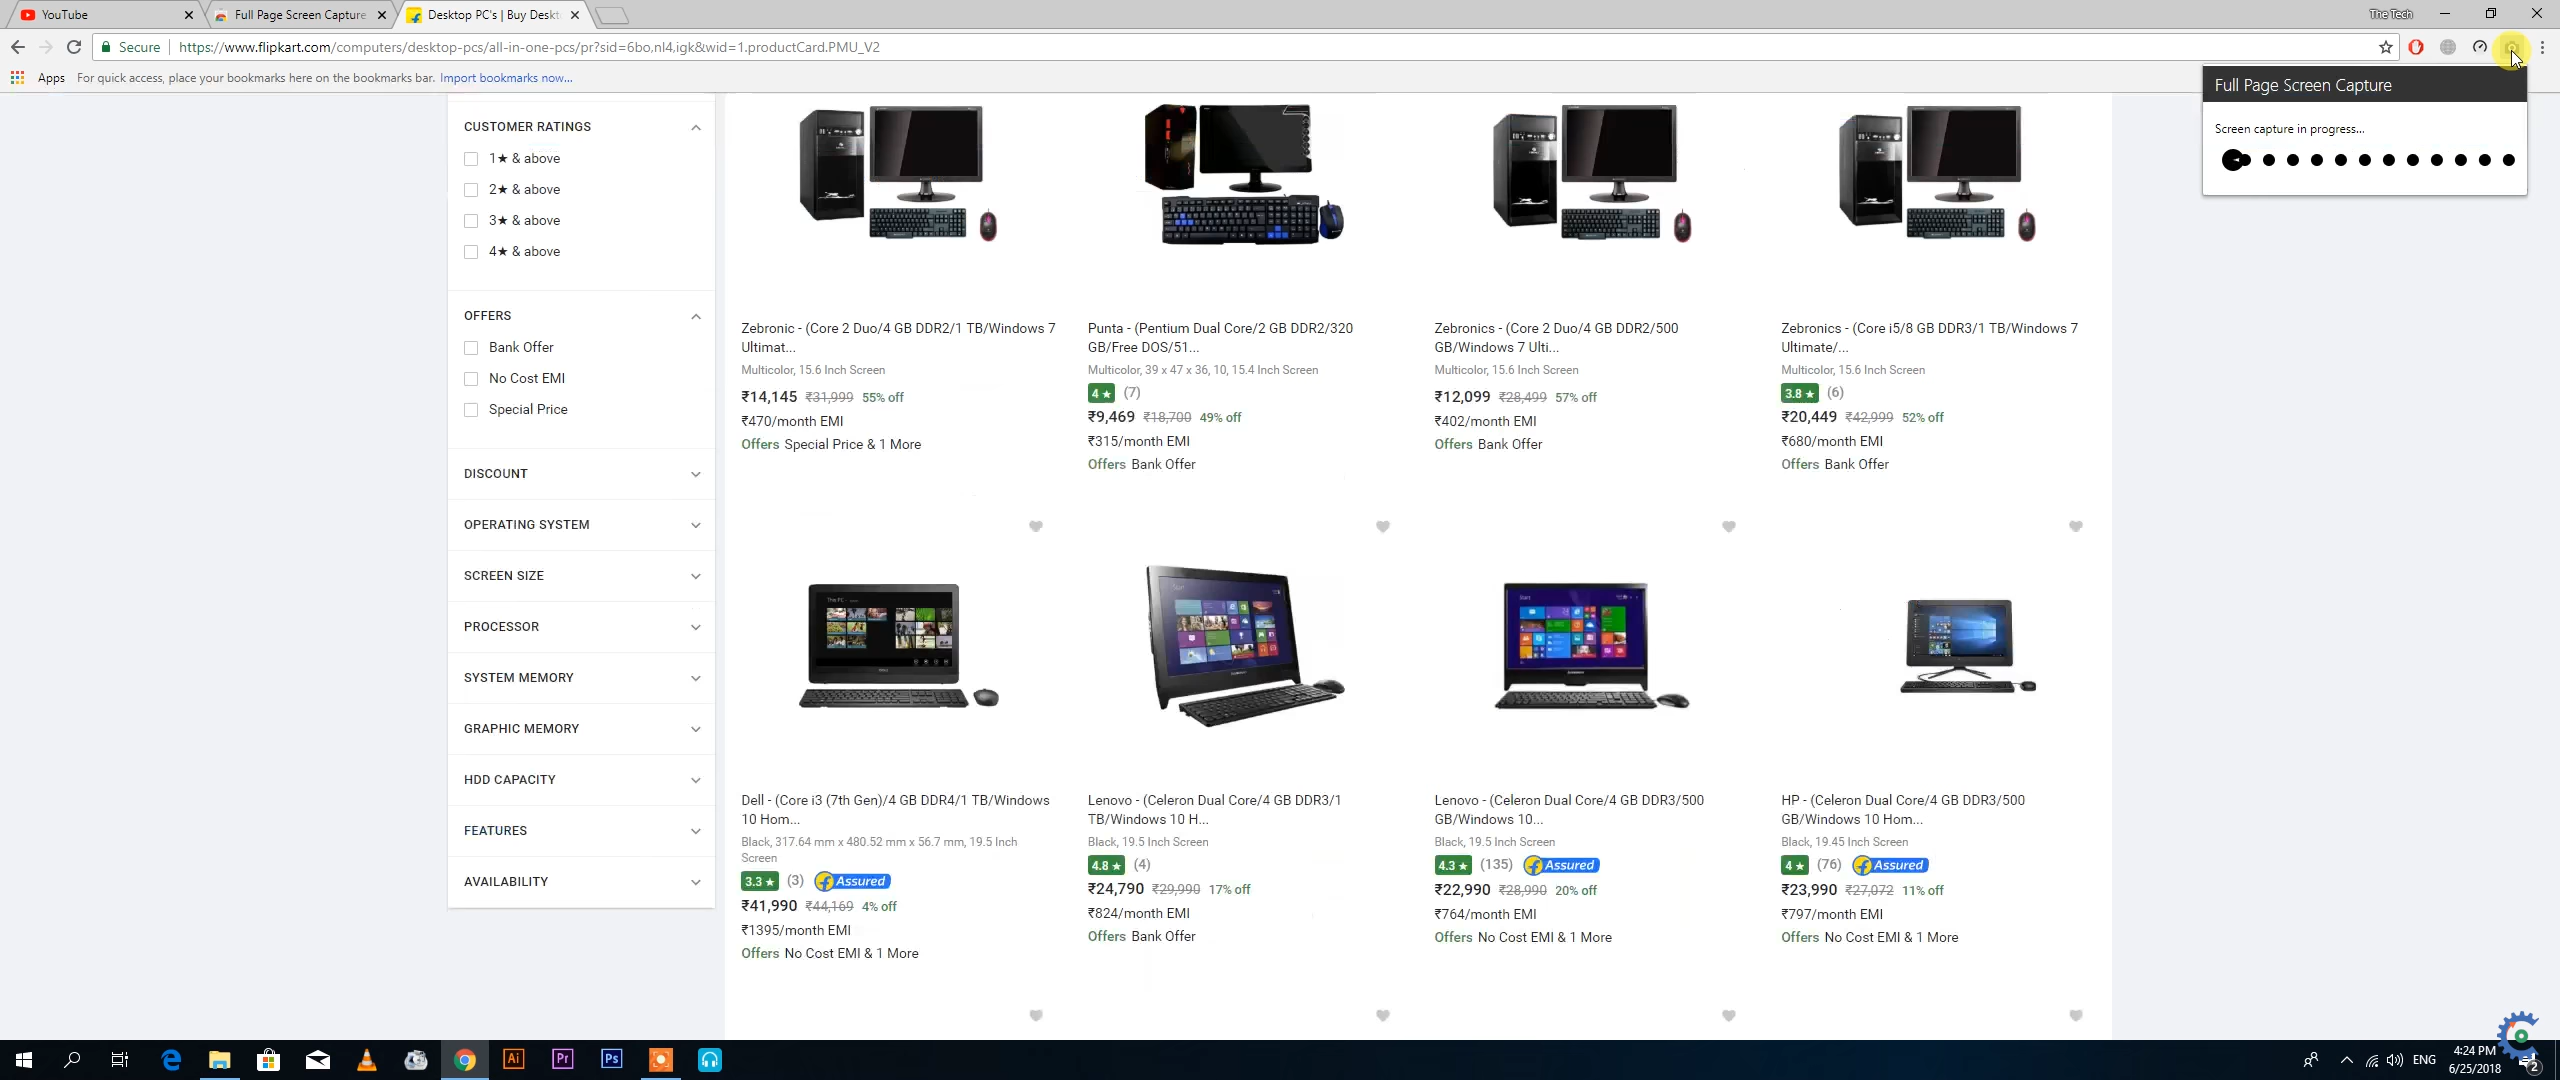 YouTube
Full Page Screen Capture
Desktop PC's | Buy Deskt
The Tech
Secure
https://www.flipkart.com/computers/desktop-pcs/all-in-one-pcs/pr?sid=6bo,nl4,igk&wid=1.productCard.PMU_V2
Apps
For quick access, place your bookmarks here on the bookmarks bar. Import bookmarks now...
Full Page Screen Capture
Screen capture in progress...
CUSTOMER RATINGS
1★ & above
2★ & above
3★ & above
4★ & above
OFFERS
Bank Offer
No Cost EMI
Special Price
DISCOUNT
OPERATING SYSTEM
SCREEN SIZE
PROCESSOR
SYSTEM MEMORY
GRAPHIC MEMORY
HDD CAPACITY
FEATURES
AVAILABILITY
Zebronic - (Core 2 Duo/4 GB DDR2/1 TB/Windows 7
Ultimat...
Multicolor, 15.6 Inch Screen
₹14,145 ₹31,999 55% off
₹470/month EMI
Offers Special Price & 1 More
Punta - (Pentium Dual Core/2 GB DDR2/320
GB/Free DOS/51...
Multicolor, 39 x 47 x 36, 10, 15.4 Inch Screen
4 ★ (7)
₹9,469 ₹18,700 49% off
₹315/month EMI
Offers Bank Offer
Zebronics - (Core 2 Duo/4 GB DDR2/500
GB/Windows 7 Ulti...
Multicolor, 15.6 Inch Screen
₹12,099 ₹28,499 57% off
₹402/month EMI
Offers Bank Offer
Zebronics - (Core i5/8 GB DDR3/1 TB/Windows 7
Ultimate/...
Multicolor, 15.6 Inch Screen
3.8 ★ (6)
₹20,449 ₹42,999 52% off
₹680/month EMI
Offers Bank Offer
Dell - (Core i3 (7th Gen)/4 GB DDR4/1 TB/Windows
10 Hom...
Black, 317.64 mm x 480.52 mm x 56.7 mm, 19.5 Inch
Screen
3.3 ★ (3) Assured
₹41,990 ₹44,169 4% off
₹1395/month EMI
Offers No Cost EMI & 1 More
Lenovo - (Celeron Dual Core/4 GB DDR3/1
TB/Windows 10 H...
Black, 19.5 Inch Screen
4.8 ★ (4)
₹24,790 ₹29,990 17% off
₹824/month EMI
Offers Bank Offer
Lenovo - (Celeron Dual Core/4 GB DDR3/500
GB/Windows 10...
Black, 19.5 Inch Screen
4.3 ★ (135) Assured
₹22,990 ₹28,990 20% off
₹764/month EMI
Offers No Cost EMI & 1 More
HP - (Celeron Dual Core/4 GB DDR3/500
GB/Windows 10 Hom...
Black, 19.45 Inch Screen
4 ★ (76) Assured
₹23,990 ₹27,072 11% off
₹797/month EMI
Offers No Cost EMI & 1 More
Ai
Pr
Ps
ENG
4:24 PM
6/25/2018
2